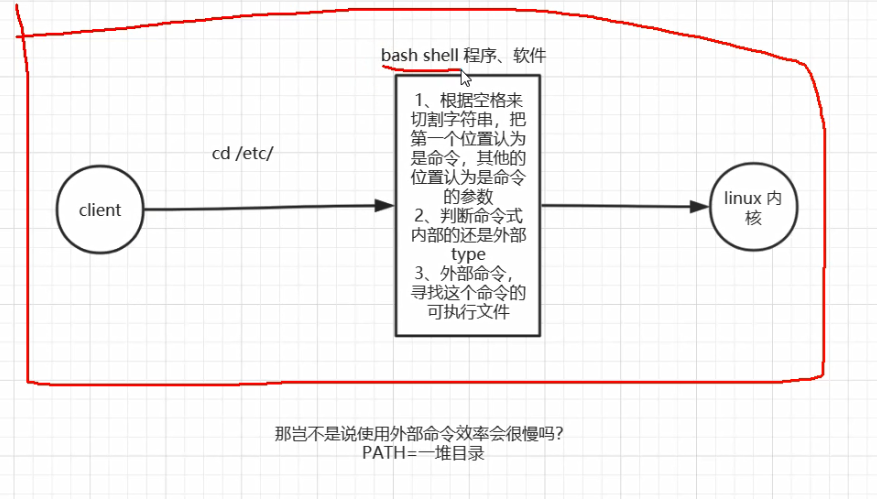 bash shell 程序、软件
cd /etc/
client
1、根据空格来
切割字符串，把
第一个位置认为
是命令，其他的
位置认为是命令
的参数
2、判断命令式
内部的还是外部
type
3、外部命令，
寻找这个命令的
可执行文件
linux 内
核
那岂不是说使用外部命令效率会很慢吗？
PATH=一堆目录